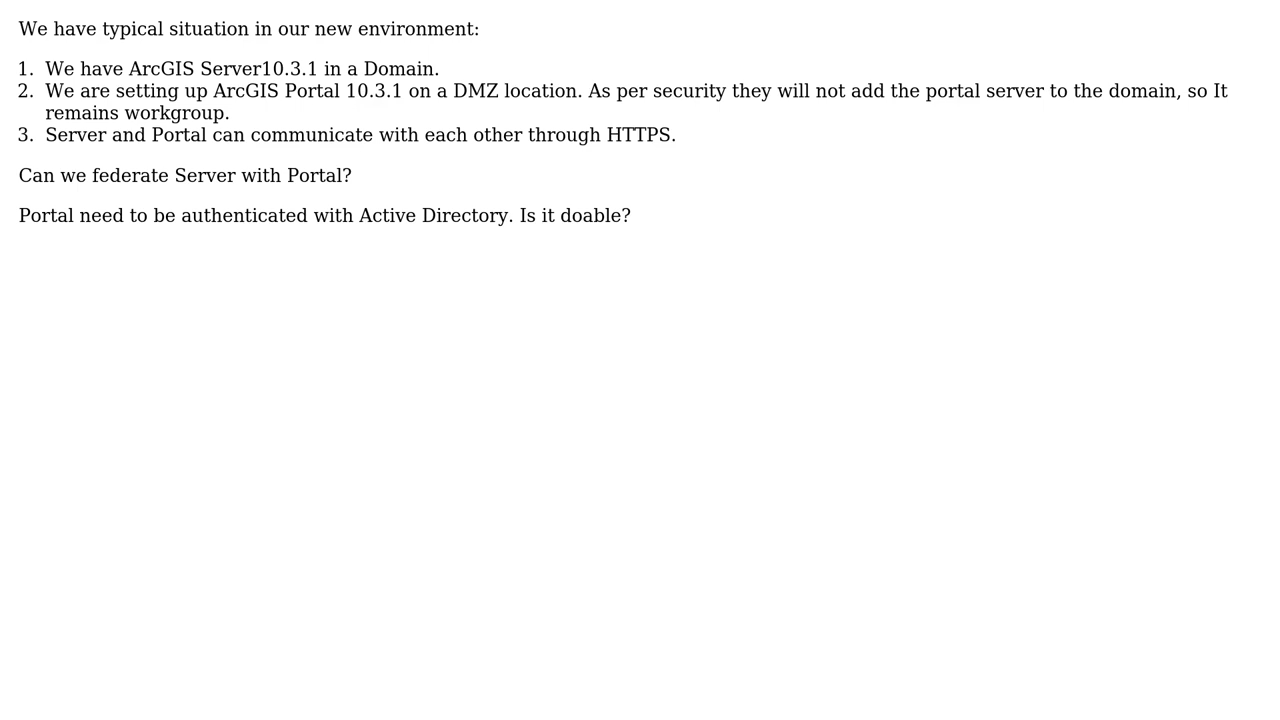 We have typical situation in our new environment:
1. We have ArcGIS Server10.3.1 in a Domain.
2. We are setting up ArcGIS Portal 10.3.1 on a DMZ location. As per security they will not add the portal server to the domain, so It
remains workgroup.
3. Server and Portal can communicate with each other through HTTPS.
Can we federate Server with Portal?
Portal need to be authenticated with Active Directory. Is it doable?